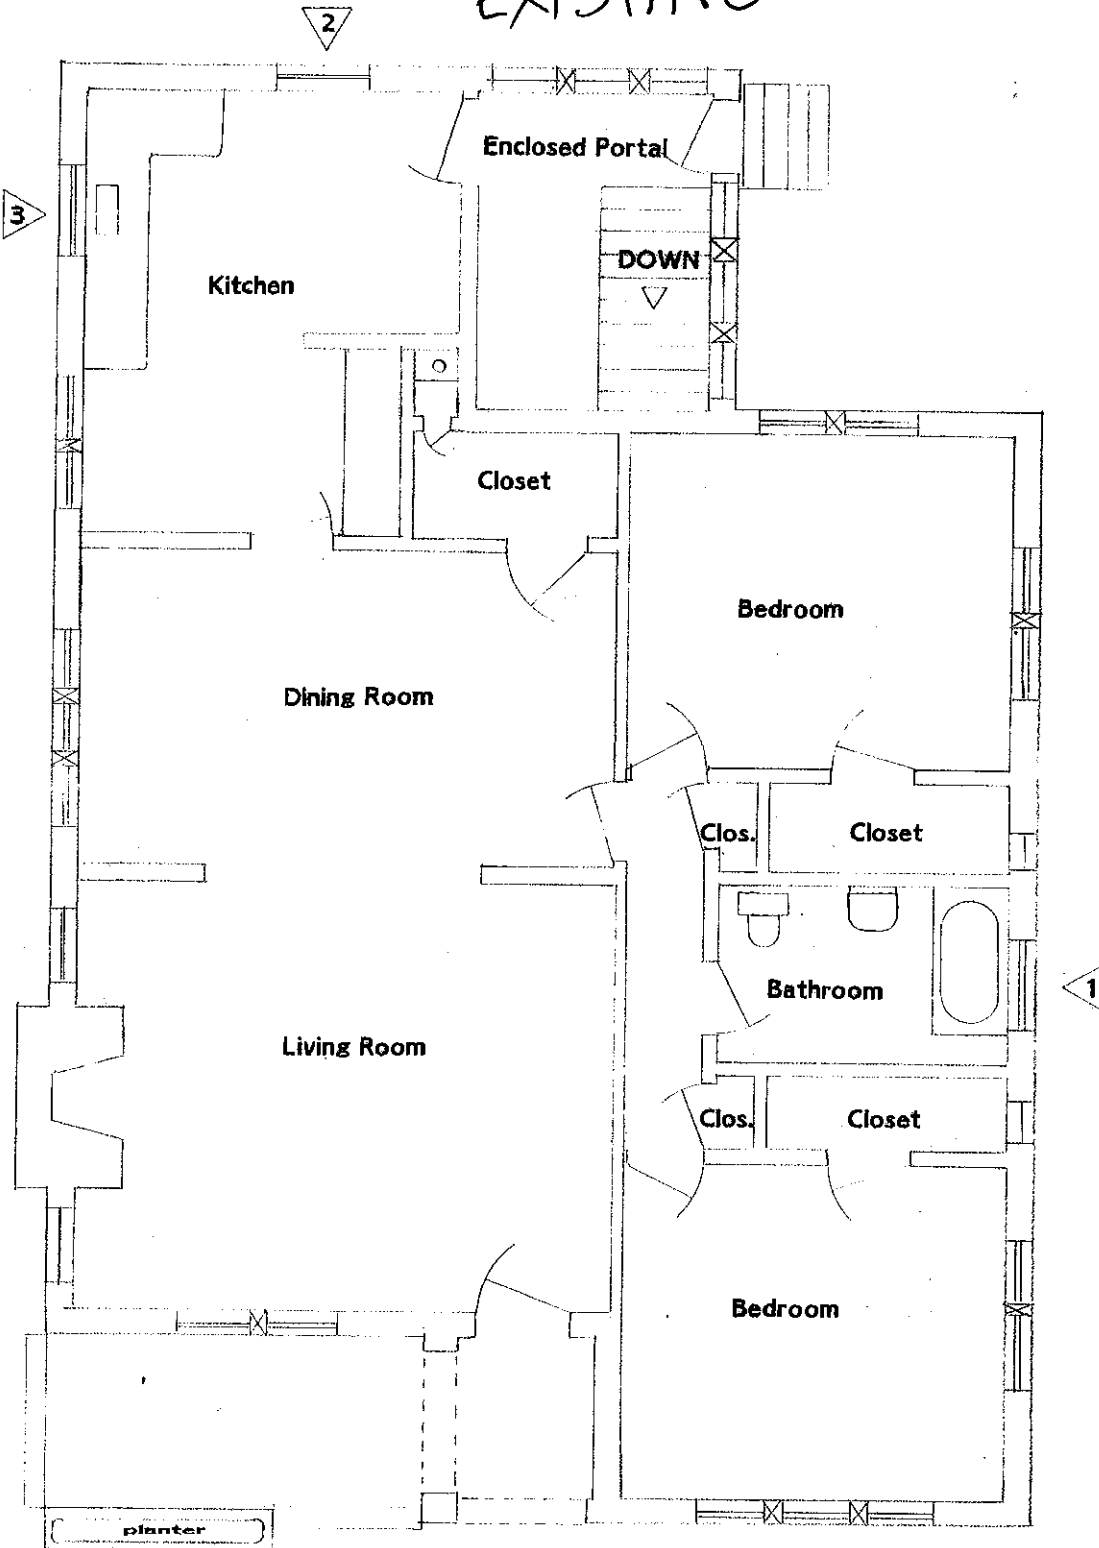 EXISTING
2
Enclosed Portal
3
DOWN
Kitchen
Closet
Bedroom
Dining Room
Clos.
Closet
Bathroom
1
Living Room
Clos.
Closet
Bedroom
planter